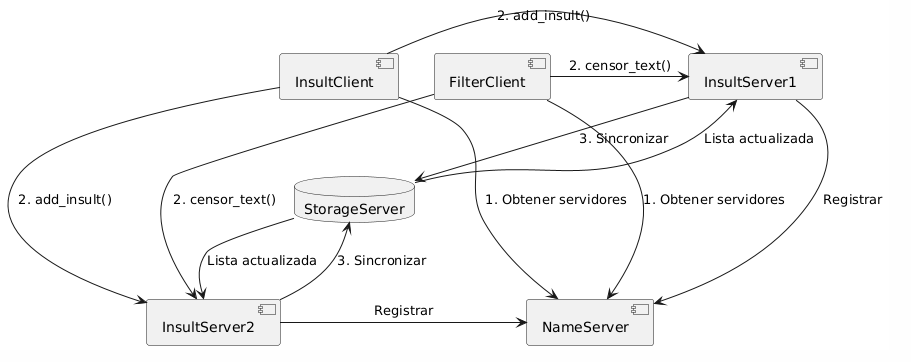 2. add_insult()
InsultClient
FilterClient
2. censor_text()
InsultServer1
3. Sincronizar
Lista actualizada
2. add_insult()
2. censor_text()
StorageServer
1. Obtener servidores
1. Obtener servidores
Registrar
Lista actualizada
3. Sincronizar
InsultServer2
Registrar
NameServer